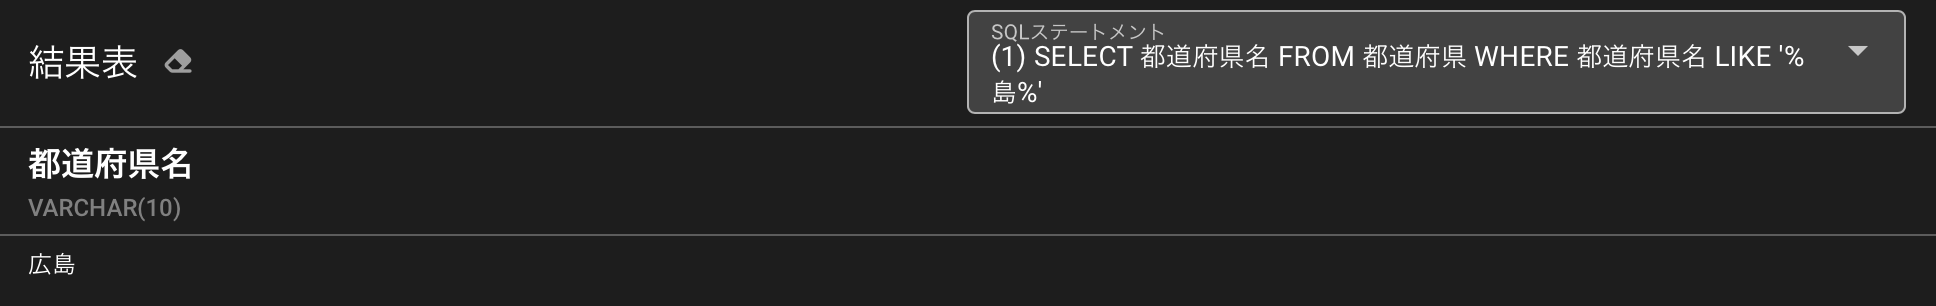 結果表
SQLステートメント
(1) SELECT 都道府県名 FROM 都道府県 WHERE 都道府県名 LIKE '%
島%'
都道府県名
VARCHAR(10)
広島